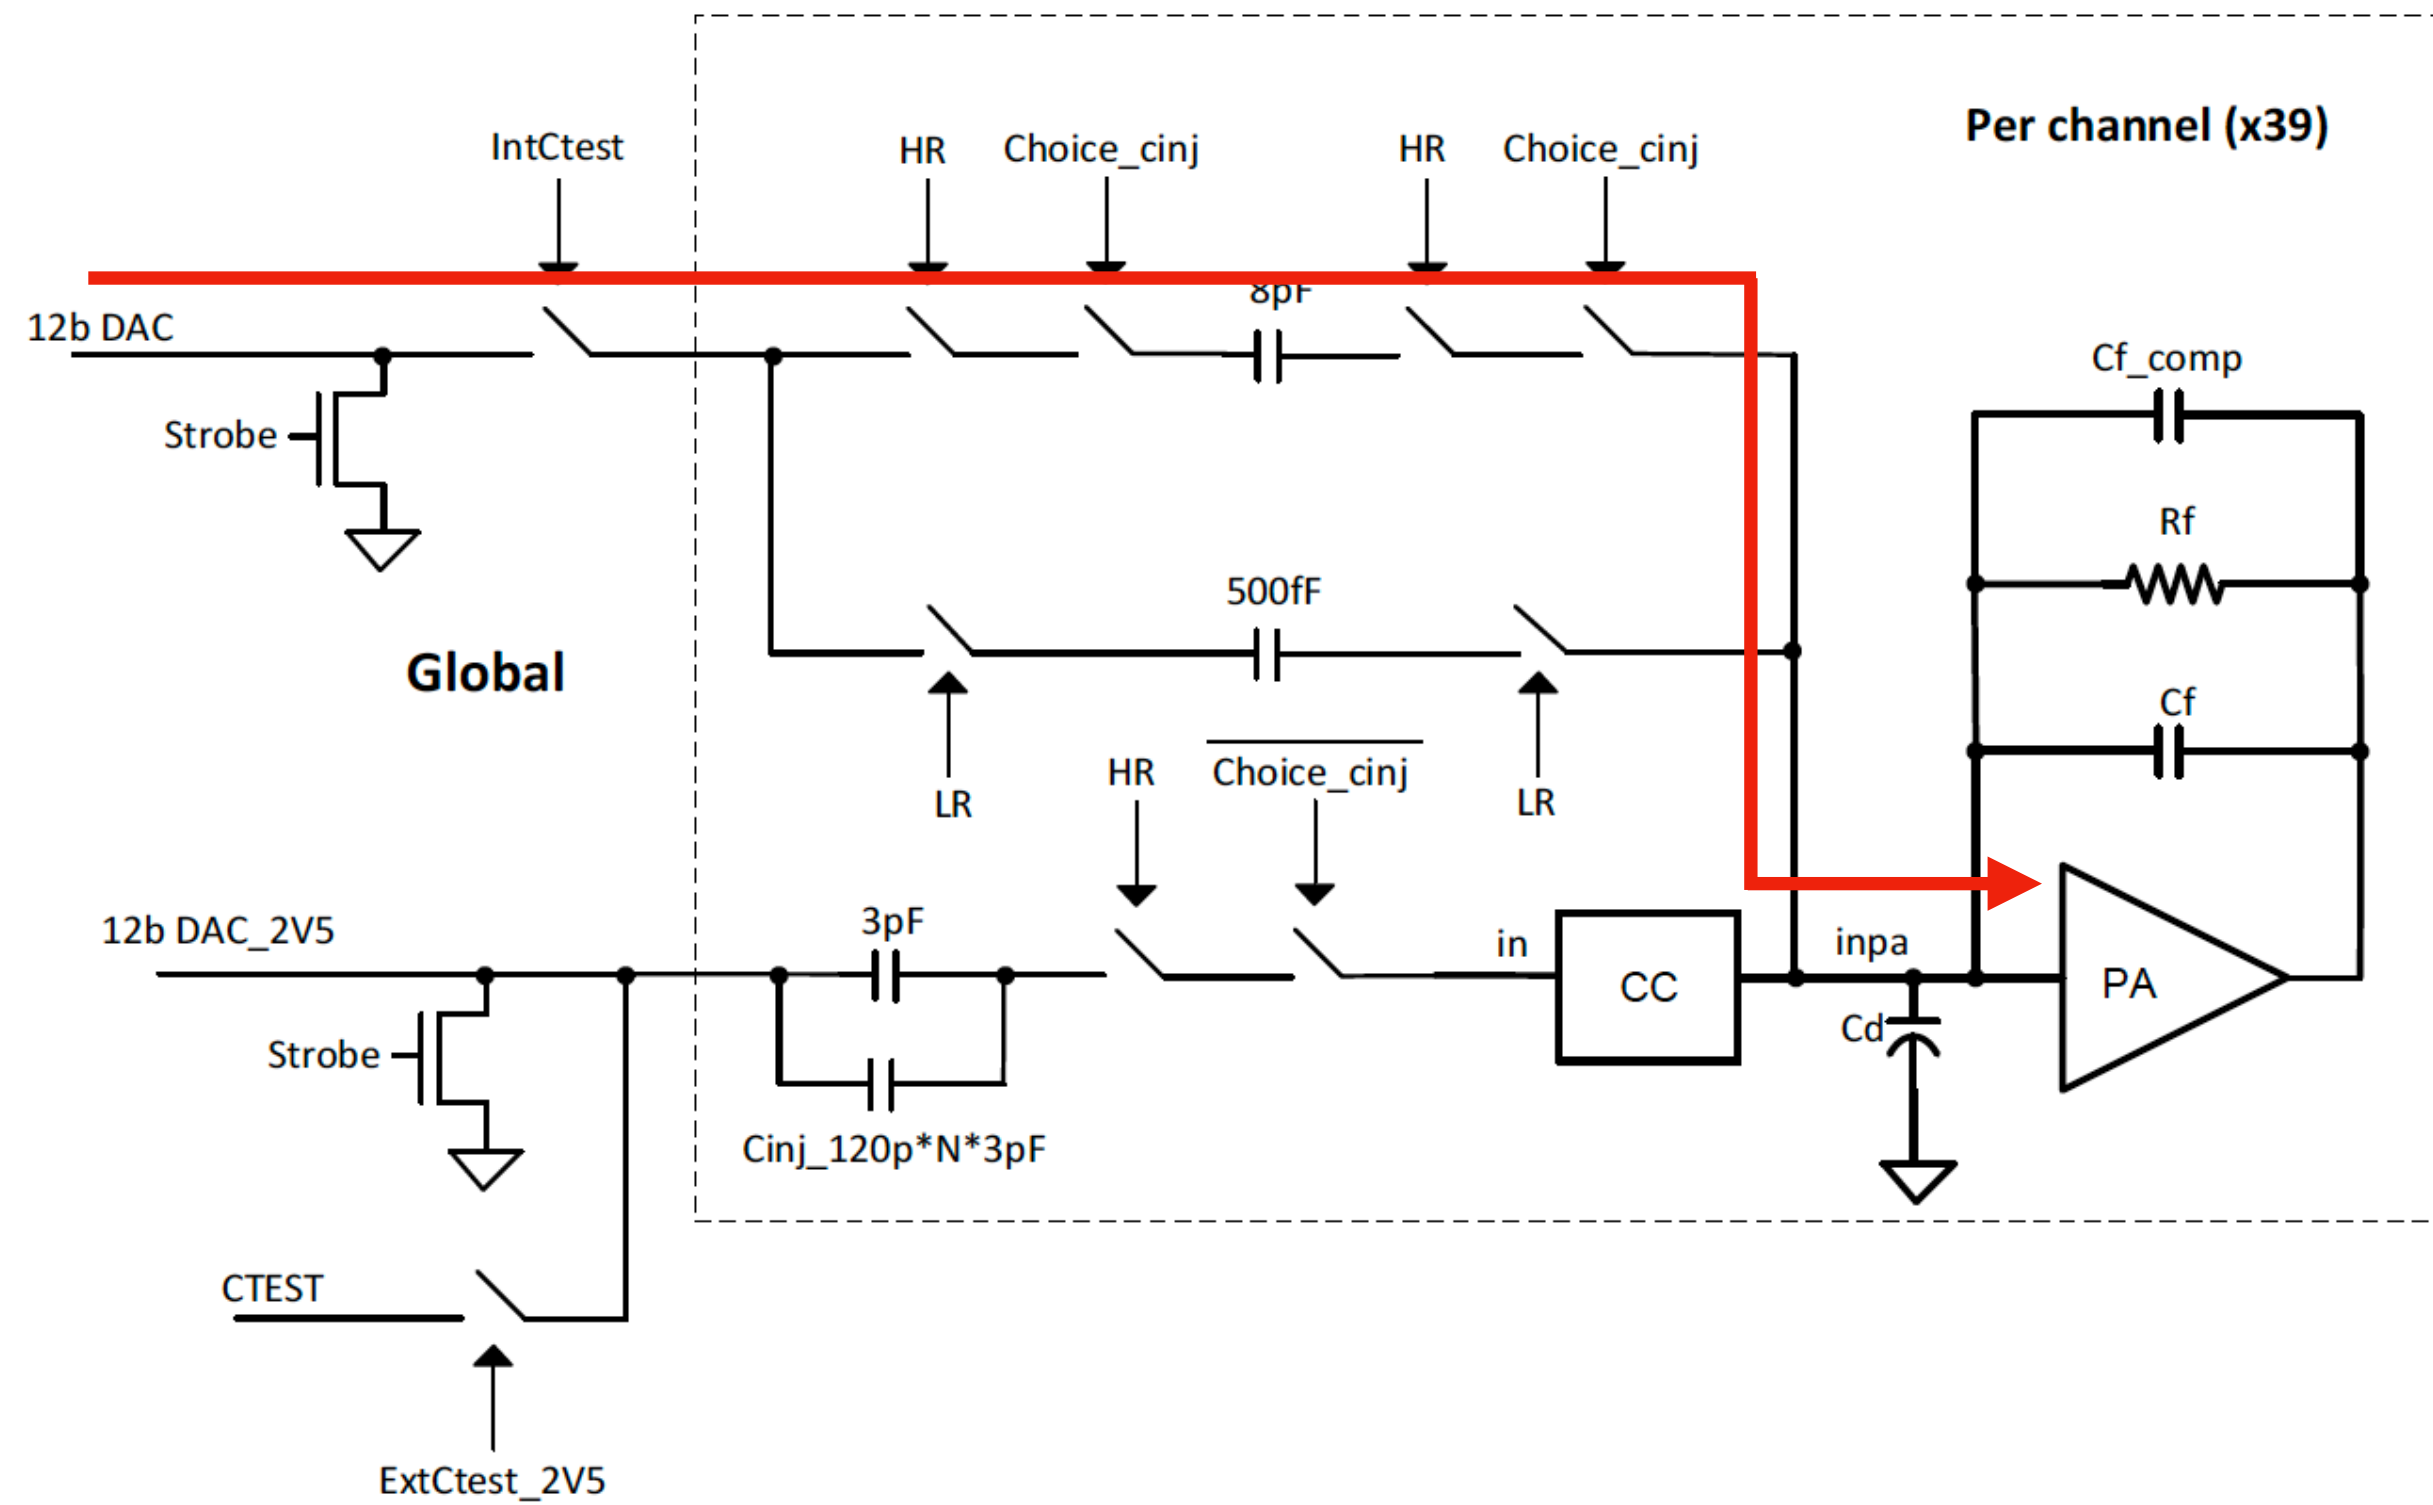 Per channel (x39)
IntCtest
HR
Choice_cinj
HR
Choice_cinj
8pF
12b DAC
Strobe
Cf_comp
Rf
500fF
Global
Cf
LR
HR
Choice_cinj
LR
12b DAC_2V5
3pF
in
CC
inpa
PA
Cd
Strobe
Cinj_120p*N*3pF
CTEST
ExtCtest_2V5